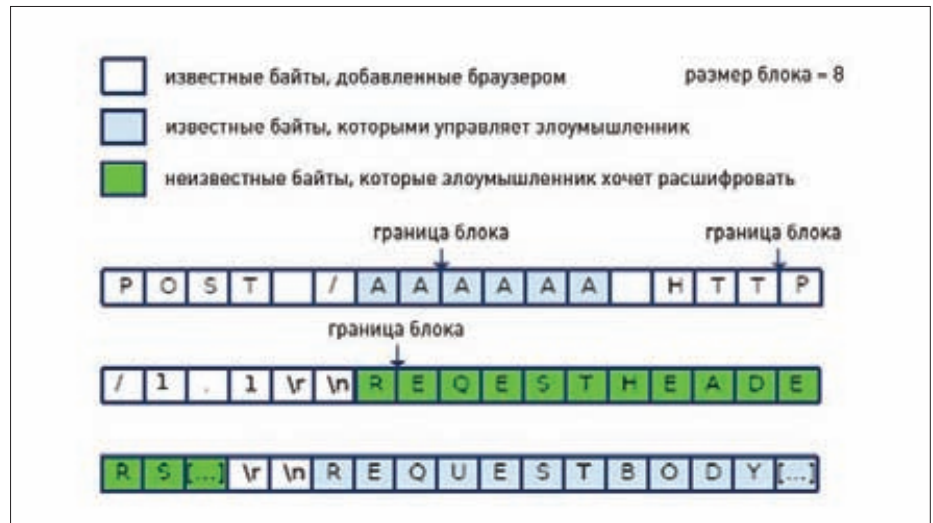 известные байты, добавленные браузером
размер блока = 8
известные байты, которыми управляет злоумышленник
неизвестные байты, которые злоумышленник хочет расшифровать
граница блока
граница блока
P O S T / A A A A A A H T T P
граница блока
/ 1 . 1 \r \n R E Q E S T H E A D E
R S [...] \r \n R E Q U E S T B O D Y [...]